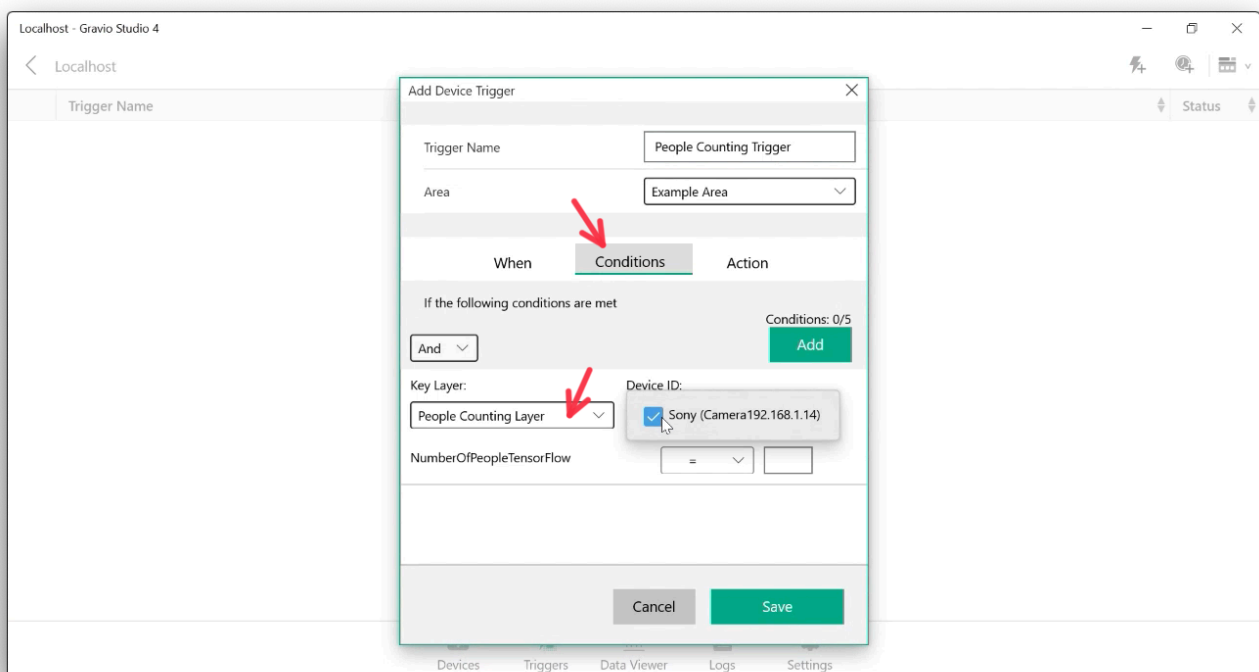 Localhost - Gravio Studio 4
Localhost
Trigger Name
Status
Add Device Trigger
Trigger Name
People Counting Trigger
Area
Example Area
When
Conditions
Action
If the following conditions are met
Conditions: 0/5
And
Add
Key Layer:
Device ID:
People Counting Layer
Sony (Camera192.168.1.14)
NumberOfPeopleTensorFlow
=
Cancel
Save
Devices
Triggers
Data Viewer
Logs
Settings